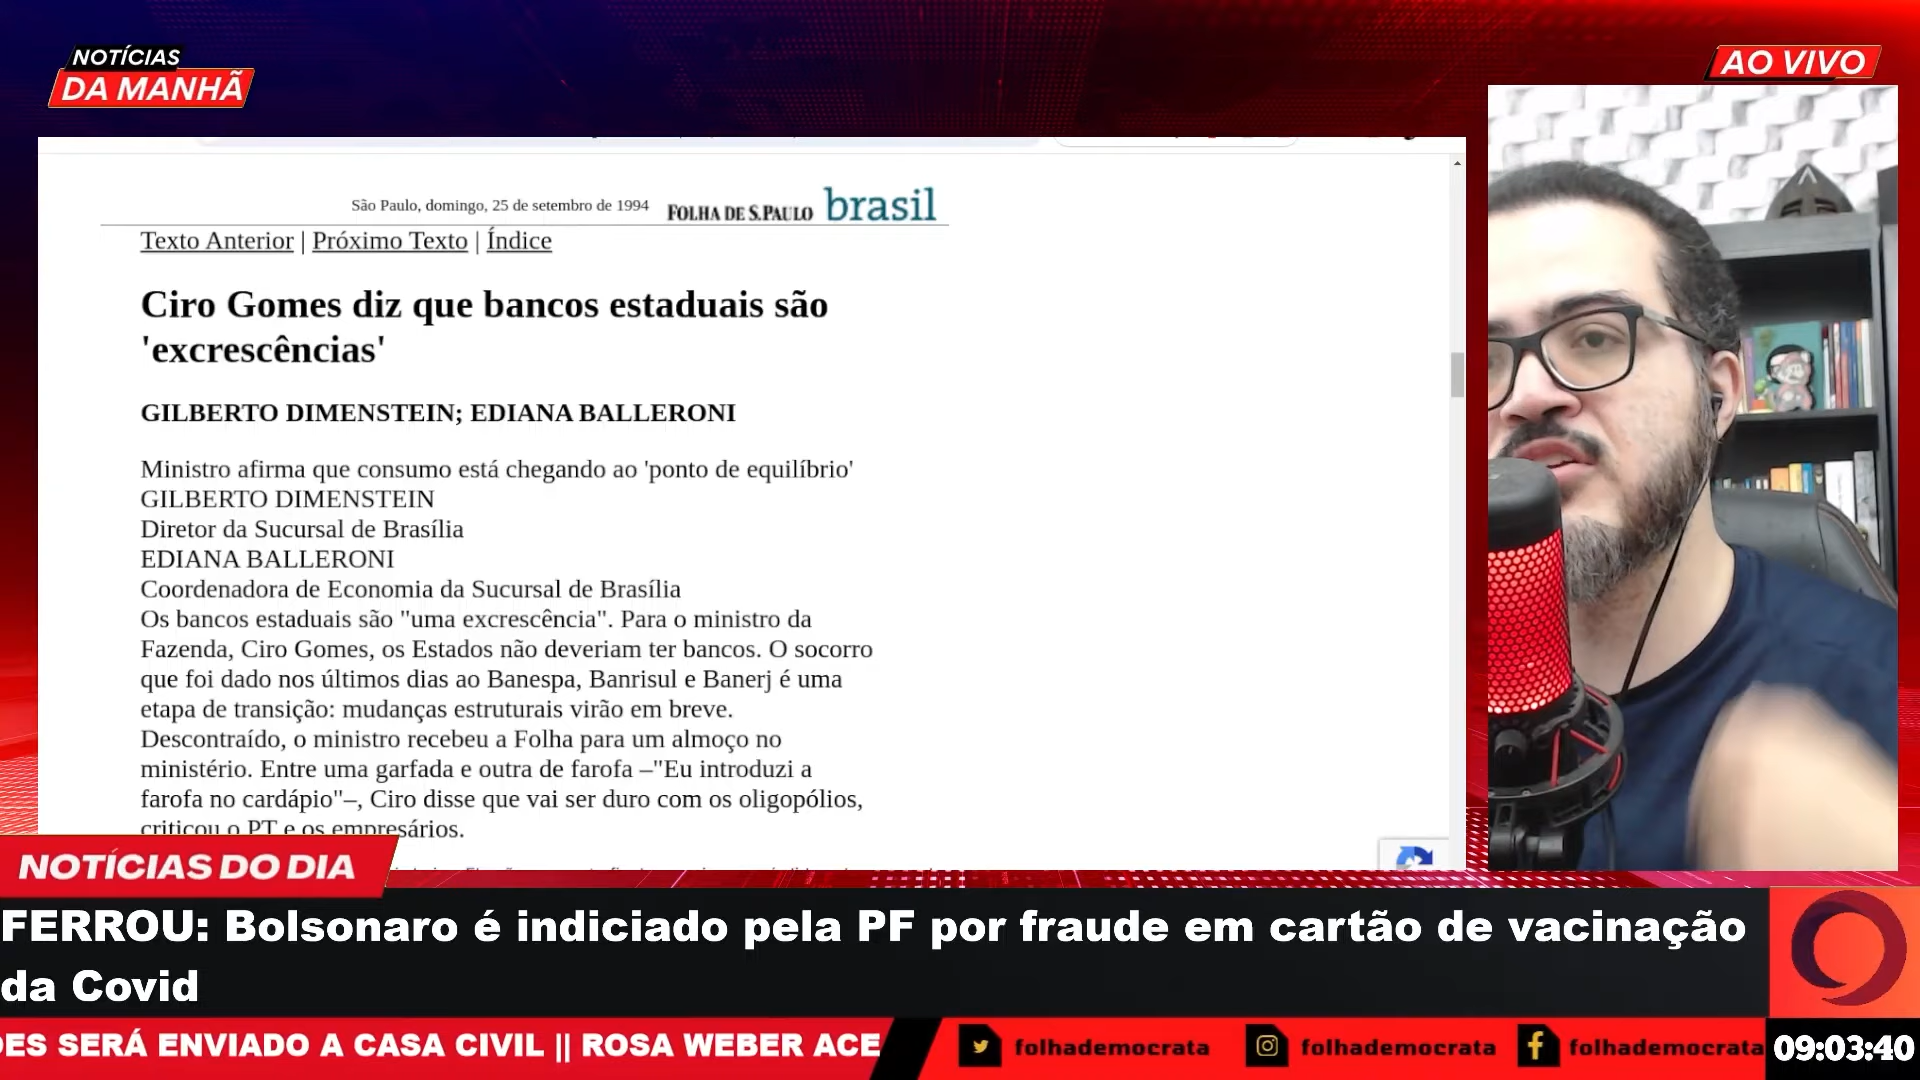 NOTÍCIAS
DA MANHÃ
AO VIVO
São Paulo, domingo, 25 de setembro de 1994 FOLHA DE S.PAULO brasil
Texto Anterior | Próximo Texto | Índice
Ciro Gomes diz que bancos estaduais são
'excrescências'
GILBERTO DIMENSTEIN; EDIANA BALLERONI
Ministro afirma que consumo está chegando ao 'ponto de equilíbrio'
GILBERTO DIMENSTEIN
Diretor da Sucursal de Brasília
EDIANA BALLERONI
Coordenadora de Economia da Sucursal de Brasília
Os bancos estaduais são "uma excrescência". Para o ministro da
Fazenda, Ciro Gomes, os Estados não deveriam ter bancos. O socorro
que foi dado nos últimos dias ao Banespa, Banrisul e Banerj é uma
etapa de transição: mudanças estruturais virão em breve.
Descontraído, o ministro recebeu a Folha para um almoço no
ministério. Entre uma garfada e outra de farofa –"Eu introduzi a
farofa no cardápio"–, Ciro disse que vai ser duro com os oligopólios,
criticou o PT e os empresários.
NOTÍCIAS DO DIA
FERROU: Bolsonaro é indiciado pela PF por fraude em cartão de vacinação
da Covid
DES SERÁ ENVIADO A CASA CIVIL || ROSA WEBER ACE
folhademocrata
folhademocrata
folhademocrata
09:03:40